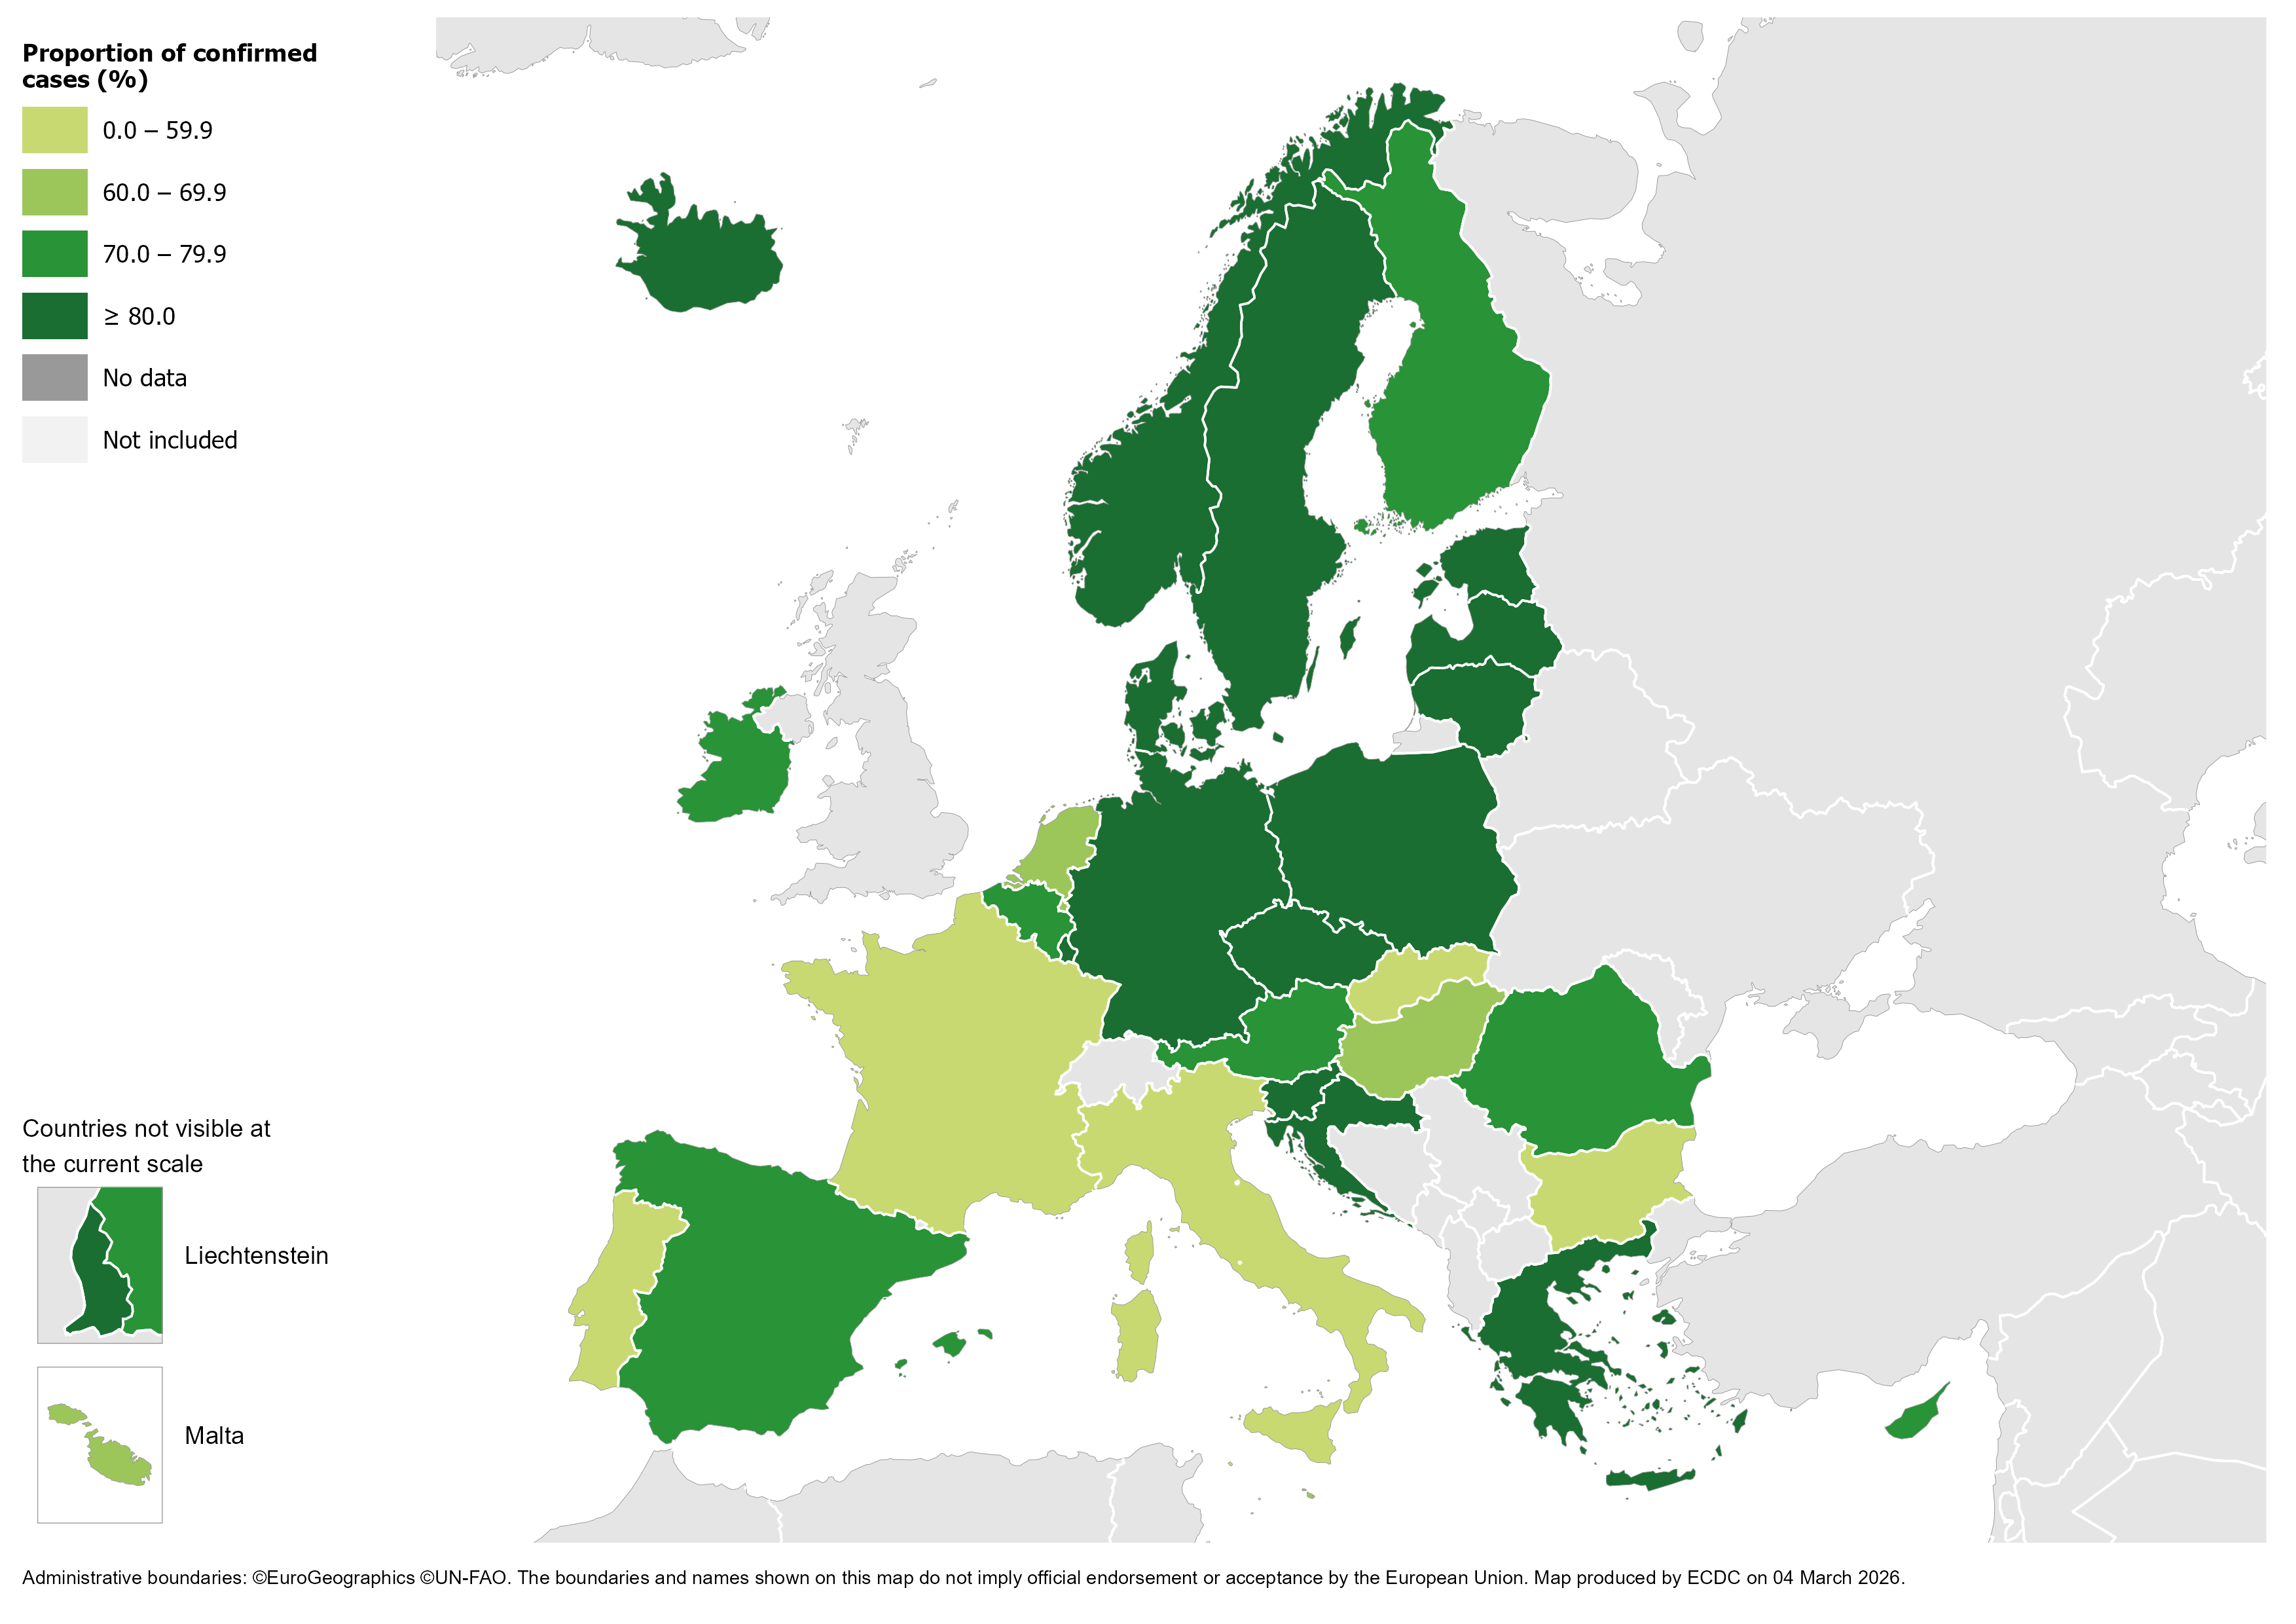 Proportion of confirmed
cases (%)
0.0 – 59.9
60.0 – 69.9
70.0 – 79.9
≥ 80.0
No data
Not included
Countries not visible at
the current scale
Liechtenstein
Malta
Administrative boundaries: ©EuroGeographics ©UN-FAO. The boundaries and names shown on this map do not imply official endorsement or acceptance by the European Union. Map produced by ECDC on 04 March 2026.